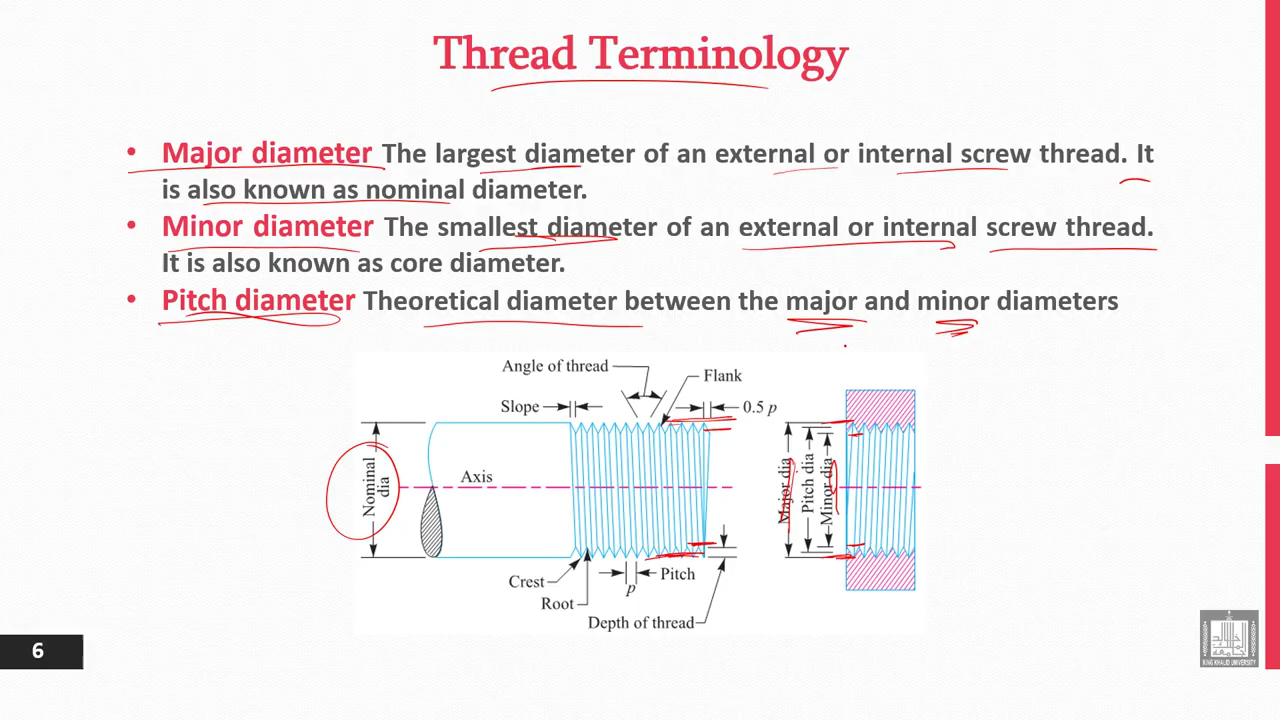 Thread Terminology
• Major diameter The largest diameter of an external or internal screw thread. It
is also known as nominal diameter.
• Minor diameter The smallest diameter of an external or internal screw thread.
It is also known as core diameter.
• Pitch diameter Theoretical diameter between the major and minor diameters
Angle of thread
Flank
Slope
0.5 p
Nominal
dia
Axis
Major dia
Pitch dia
Minor dia
Crest
Root
p
Pitch
Depth of thread
6
KING KHALID UNIVERSITY